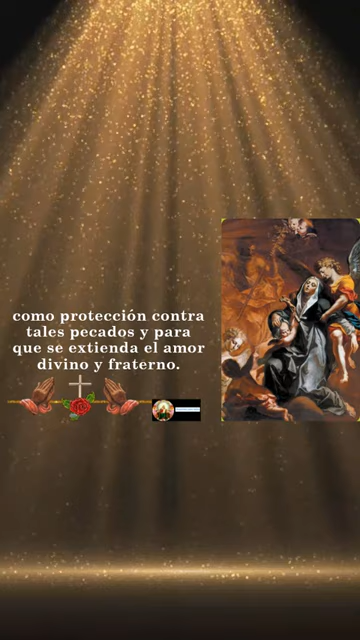 como protección contra
tales pecados y para
que se extienda el amor
divino y fraterno.